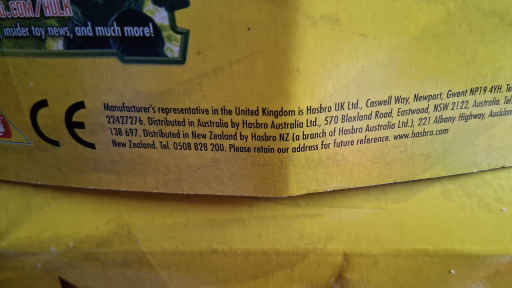 .COM/HULK
insider toy news, and much more!
CE
Manufacturer's representative in the United Kingdom is Hasbro UK Ltd., Caswell Way, Newport, Gwent NP19 4YH. Te
22427276. Distributed in Australia by Hasbro Australia Ltd., 570 Blaxland Road, Eastwood, NSW 2122, Australia. Tel
138 697. Distributed in New Zealand by Hasbro NZ (a branch of Hasbro Australia Ltd.), 221 Albany Highway, Auckland
New Zealand. Tel. 0508 828 200. Please retain our address for future reference. www.hasbro.com